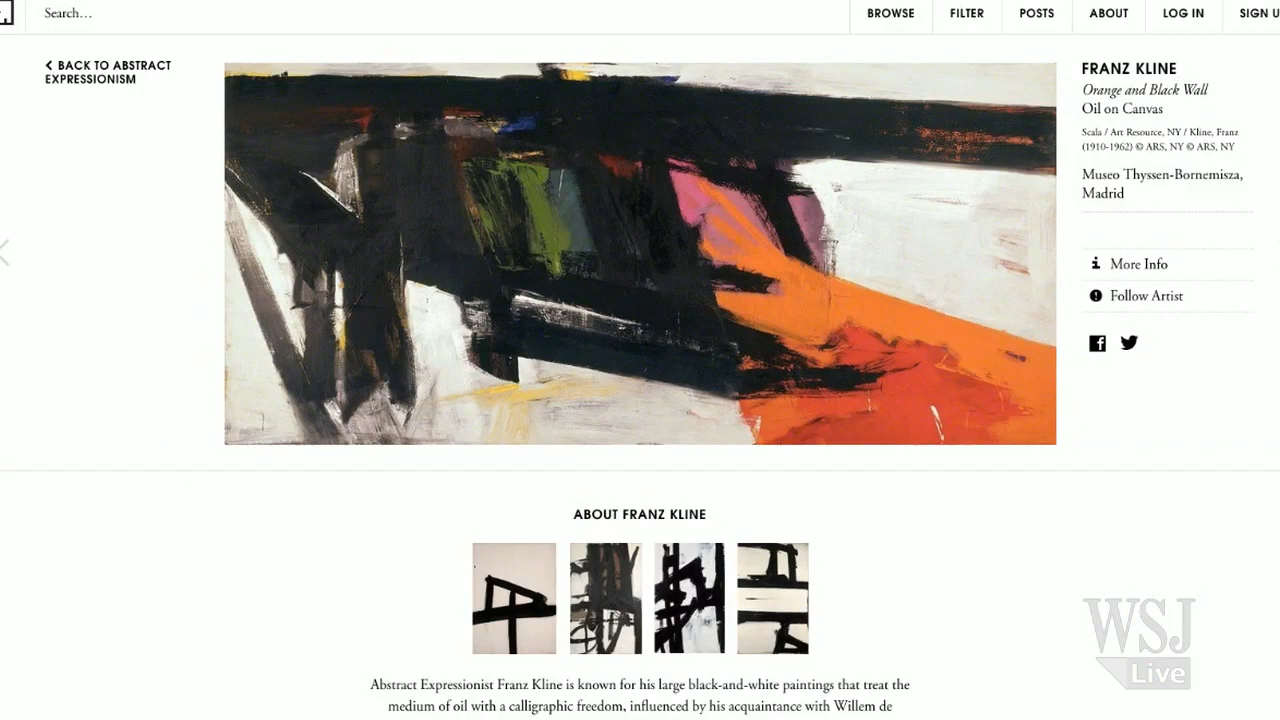 Search...
BROWSE
FILTER
POSTS
ABOUT
LOG IN
SIGN U
BACK TO ABSTRACT
EXPRESSIONISM
FRANZ KLINE
Orange and Black Wall
Oil on Canvas
Scala / Art Resource, NY / Kline, Franz
(1910-1962) © ARS, NY © ARS, NY
Museo Thyssen-Bornemisza,
Madrid
More Info
Follow Artist
ABOUT FRANZ KLINE
Abstract Expressionist Franz Kline is known for his large black-and-white paintings that treat the
medium of oil with a calligraphic freedom, influenced by his acquaintance with Willem de
WSJ
Live